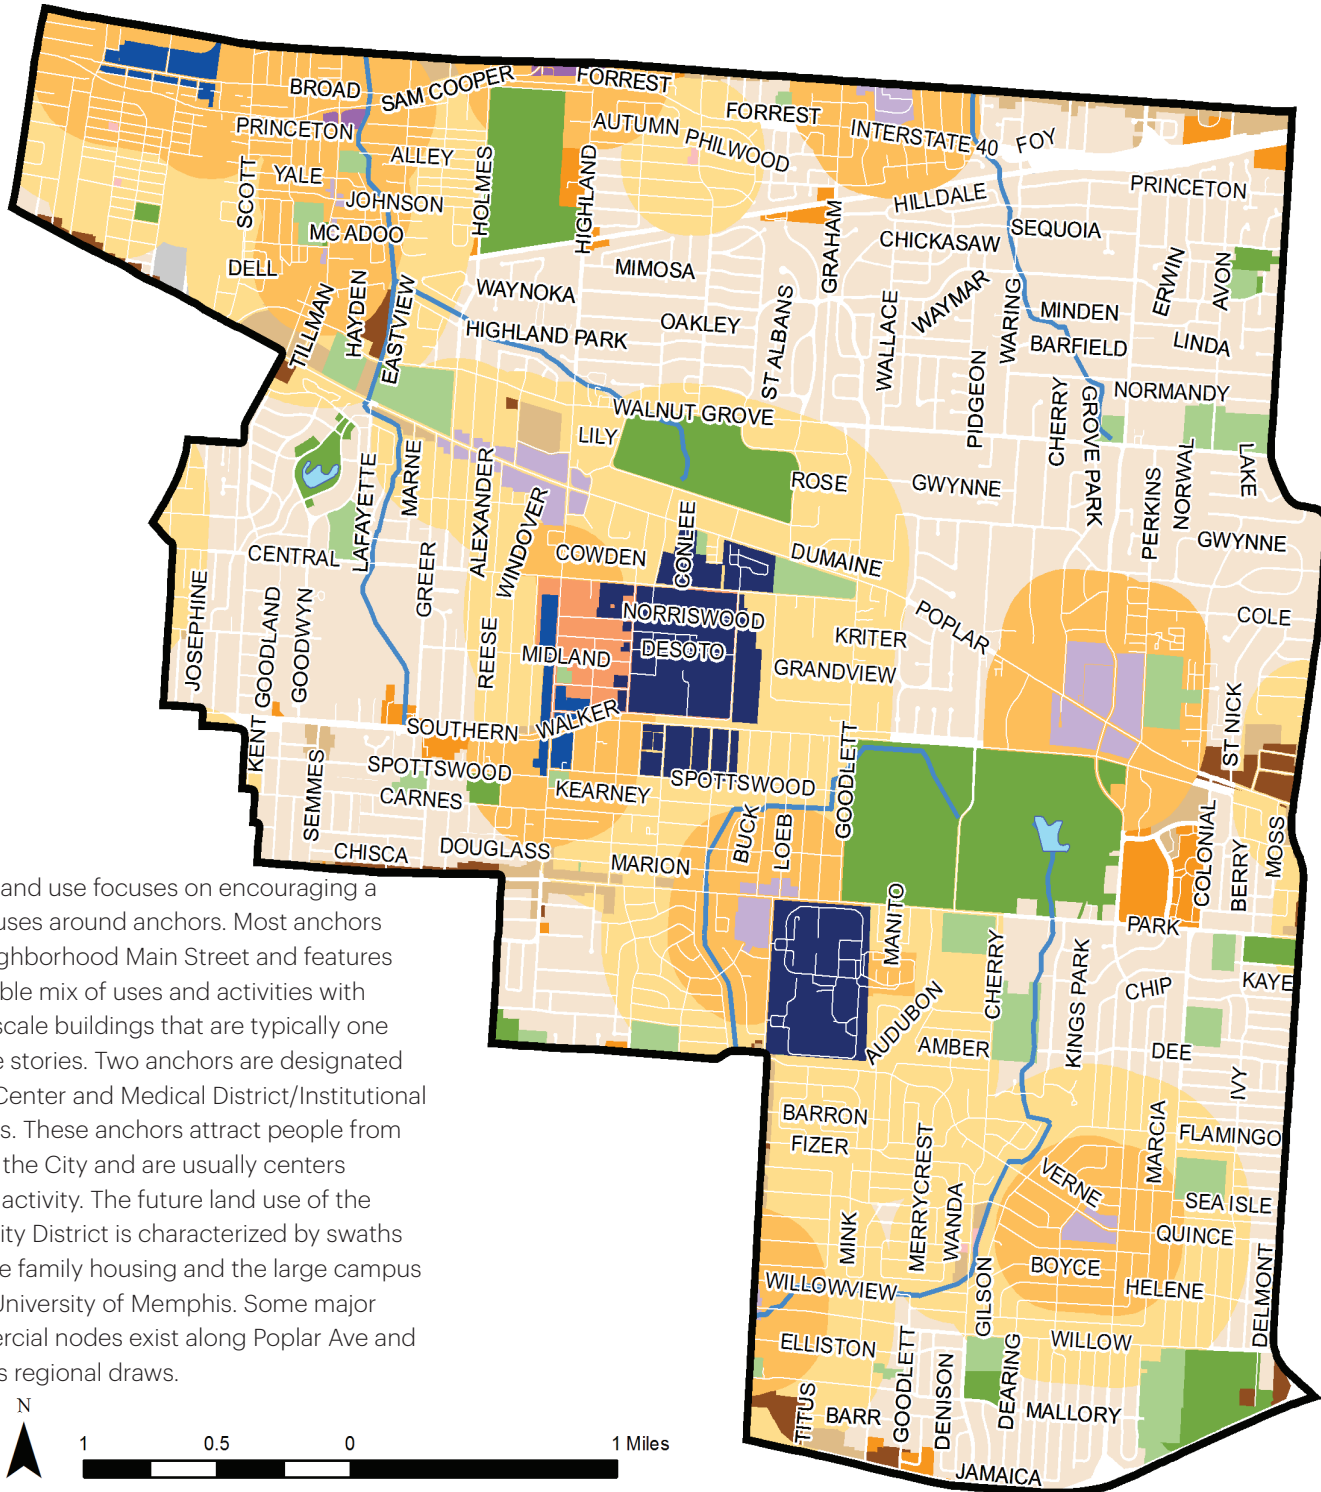 BROAD
SAM COOPER
FORREST
FORREST
PRINCETON
AUTUMN
PHILWOOD
INTERSTATE 40
FOY
ALLEY
YALE
SCOTT
JOHNSON
HOLMES
HIGHLAND
MC ADOO
DELL
HILLDALE
PRINCETON
GRAHAM
CHICKASAW
SEQUOIA
MIMOSA
WAYNOKA
TILLMAN
HAYDEN
EASTVIEW
HIGHLAND PARK
OAKLEY
ST ALBANS
WALLACE
WAYMAR
WARING
ERWIN
AVON
MINDEN
BARFIELD
LINDA
PIDGEON
CHERRY
GROVE PARK
NORMANDY
WALNUT GROVE
LILY
ROSE
GWYNNE
PERKINS
NORWAL
LAKE
GWYNNE
LAFAYETTE
MARNE
ALEXANDER
WINDOVER
CONLEE
CENTRAL
COWDEN
DUMAINE
JOSEPHINE
GOODLAND
GOODWYN
GREER
REESE
NORRISWOOD
MIDLAND
DESOTO
KRITER
POPLAR
GRANDVIEW
COLE
KENT
SOUTHERN
WALKER
SEMMES
SPOTTSWOOD
SPOTTSWOOD
CARNES
KEARNEY
GOODLETT
ST NICK
CHISCA
DOUGLASS
MARION
BUCK
LOEB
COLONIAL
BERRY
MOSS
MANITO
PARK
CHERRY
KINGS PARK
CHIP
KAYE
AUDUBON
AMBER
DEE
IVY
BARRON
FIZER
MERRYCREST
WANDA
MINK
VERNE
MARCIA
FLAMINGO
SEA ISLE
QUINCE
BOYCE
HELENE
WILLOWVIEW
GILSON
DELMONT
ELLISTON
WILLOW
TITUS
BARR
GOODLETT
DENISON
DEARING
MALLORY
JAMAICA
and use focuses on encouraging a
uses around anchors. Most anchors
ghborhood Main Street and features
ble mix of uses and activities with
scale buildings that are typically one
e stories. Two anchors are designated
Center and Medical District/Institutional
s. These anchors attract people from
the City and are usually centers
activity. The future land use of the
ity District is characterized by swaths
e family housing and the large campus
University of Memphis. Some major
ercial nodes exist along Poplar Ave and
s regional draws.
N
1 0.5 0 1 Miles